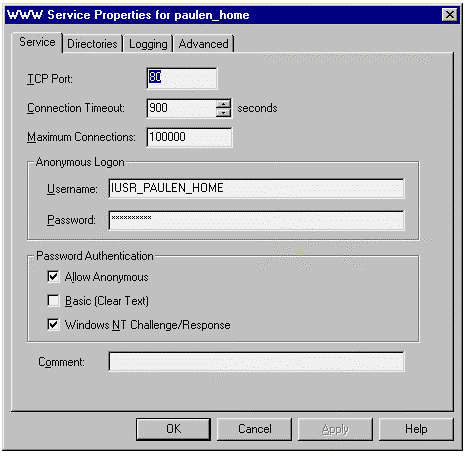 WWW Service Properties for paulen_home
Service Directories Logging Advanced
TCP Port: 80
Connection Timeout: 900 seconds
Maximum Connections: 100000
Anonymous Logon
Username: IUSR_PAULEN_HOME
Password: **********
Password Authentication
Allow Anonymous
Basic (Clear Text)
Windows NT Challenge/Response
Comment:
OK Cancel Apply Help